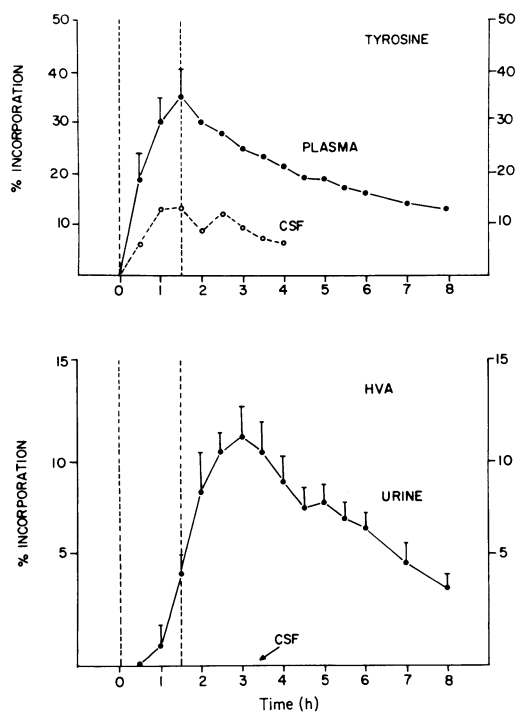 TYROSINE
% INCORPORATION
50
40
30
20
10
50
40
30
20
10
PLASMA
CSF
0 1 2 3 4 5 6 7 8
HVA
% INCORPORATION
15
10
5
15
10
5
URINE
CSF
0 1 2 3 4 5 6 7 8
Time (h)